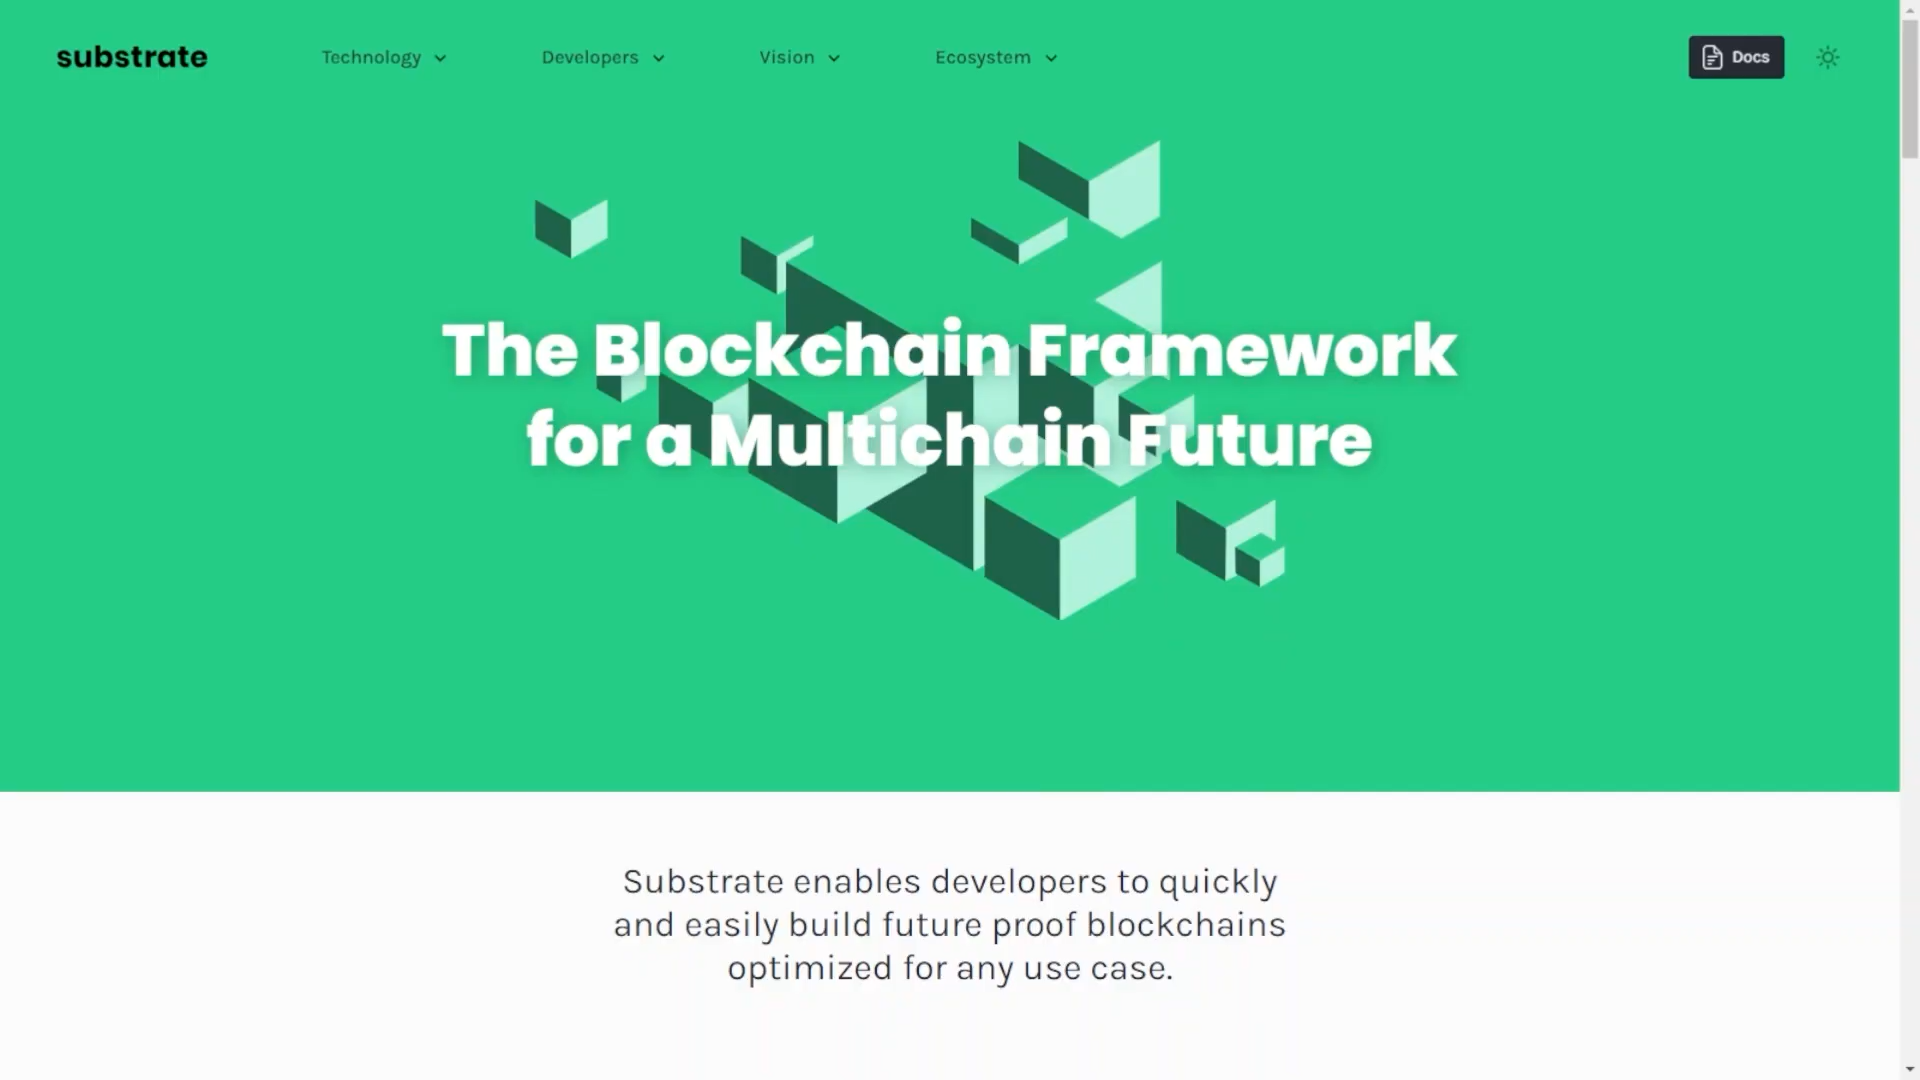 substrate
Technology
Developers
Vision
Ecosystem
Docs
The Blockchain Framework
for a Multichain Future
Substrate enables developers to quickly
and easily build future proof blockchains
optimized for any use case.